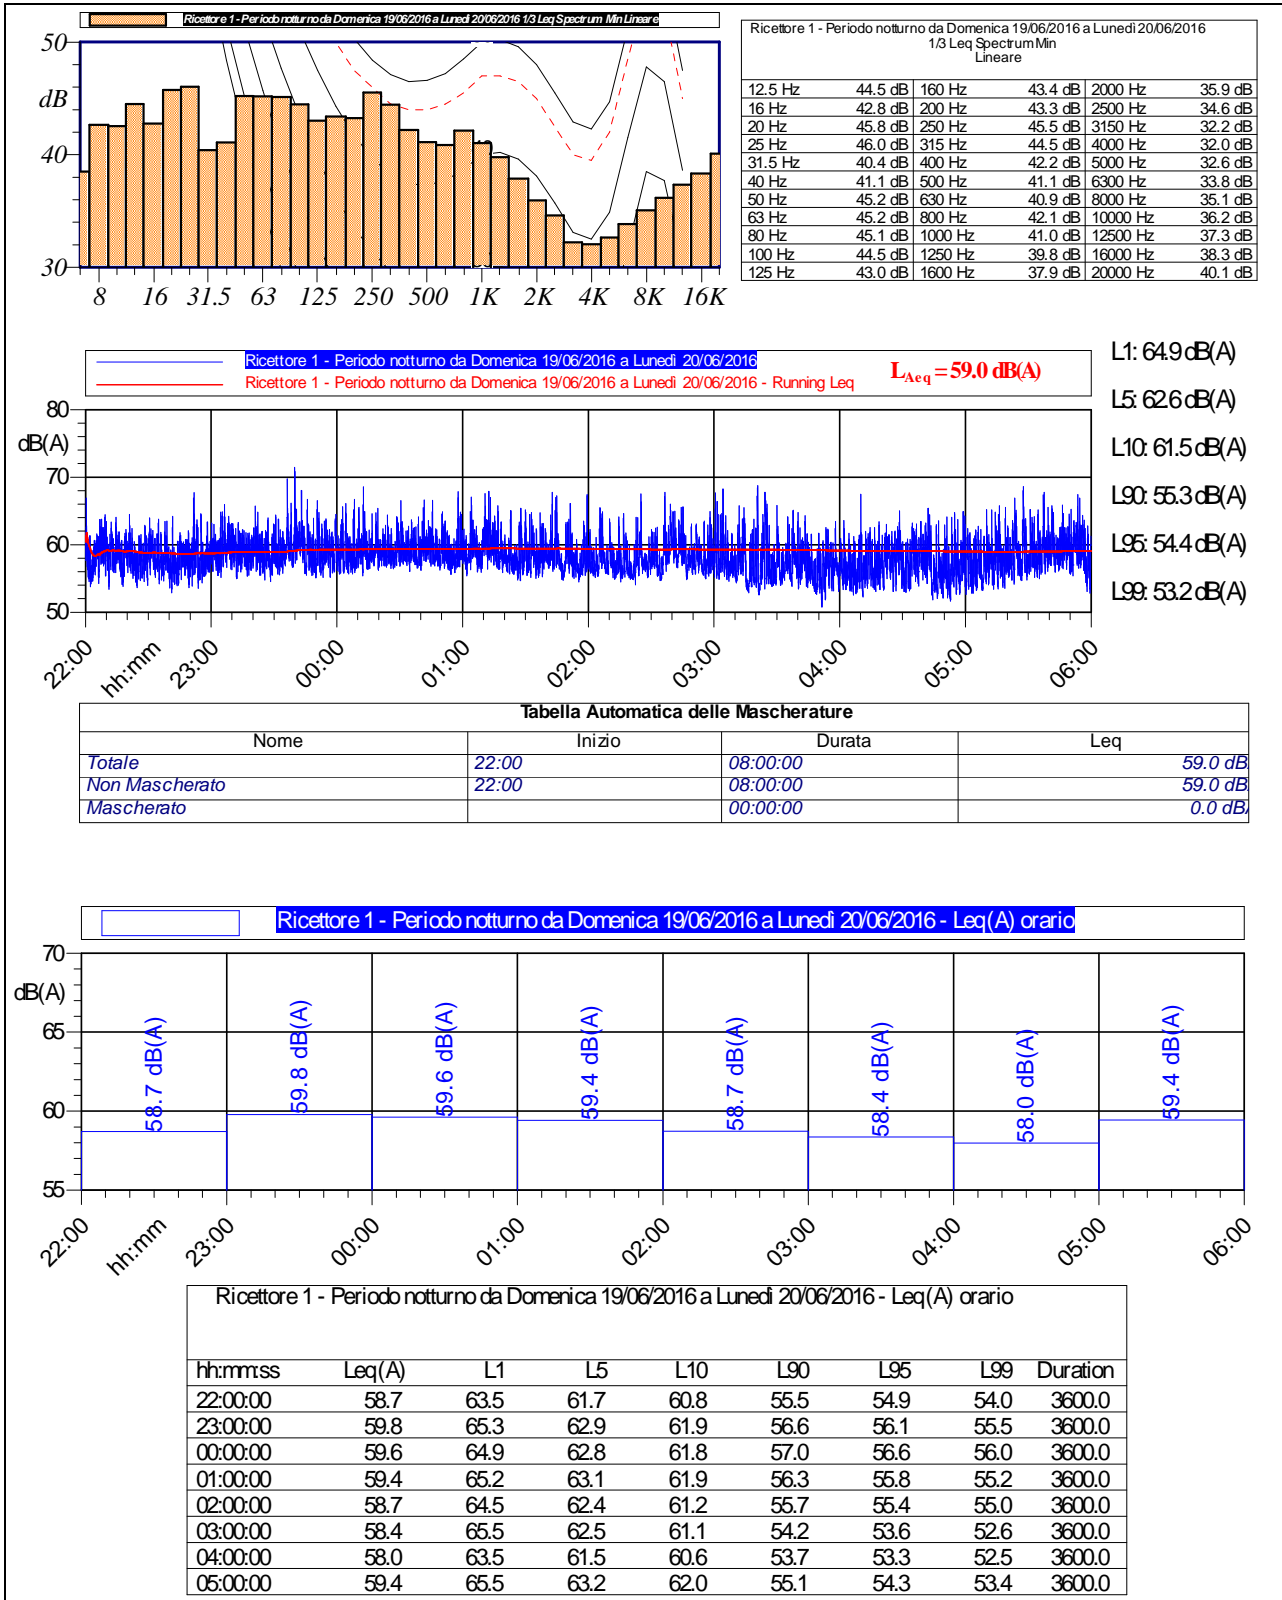 Ricettore 1 - Periodo notturno da Domenica 19/06/2016 a Lunedì 20/06/2016 1/3 Leq Spectrum Min Lineare
50
dB
40
30
8 16 31.5 63 125 250 500 1K 2K 4K 8K 16K
Ricettore 1 - Periodo notturno da Domenica 19/06/2016 a Lunedì 20/06/2016
1/3 Leq Spectrum Min
Lineare
12.5 Hz 44.5 dB 160 Hz 43.4 dB 2000 Hz 35.9 dB
16 Hz 42.8 dB 200 Hz 43.3 dB 2500 Hz 34.6 dB
20 Hz 45.8 dB 250 Hz 45.5 dB 3150 Hz 32.2 dB
25 Hz 46.0 dB 315 Hz 44.5 dB 4000 Hz 32.0 dB
31.5 Hz 40.4 dB 400 Hz 42.2 dB 5000 Hz 32.6 dB
40 Hz 41.1 dB 500 Hz 41.1 dB 6300 Hz 33.8 dB
50 Hz 45.2 dB 630 Hz 40.9 dB 8000 Hz 35.1 dB
63 Hz 45.2 dB 800 Hz 42.1 dB 10000 Hz 36.2 dB
80 Hz 45.1 dB 1000 Hz 41.0 dB 12500 Hz 37.3 dB
100 Hz 44.5 dB 1250 Hz 39.8 dB 16000 Hz 38.3 dB
125 Hz 43.0 dB 1600 Hz 37.9 dB 20000 Hz 40.1 dB
Ricettore 1 - Periodo notturno da Domenica 19/06/2016 a Lunedì 20/06/2016
Ricettore 1 - Periodo notturno da Domenica 19/06/2016 a Lunedì 20/06/2016 - Running Leq
LAeq = 59.0 dB(A)
80
dB(A)
70
60
50
22:00 hh:mm 23:00 00:00 01:00 02:00 03:00 04:00 05:00 06:00
L1: 64.9 dB(A)
L5: 62.6 dB(A)
L10: 61.5 dB(A)
L90: 55.3 dB(A)
L95: 54.4 dB(A)
L99: 53.2 dB(A)
Tabella Automatica delle Mascherature
Nome Inizio Durata Leq
Totale 22:00 08:00:00 59.0 dB
Non Mascherato 22:00 08:00:00 59.0 dB
Mascherato 00:00:00 0.0 dB
Ricettore 1 - Periodo notturno da Domenica 19/06/2016 a Lunedì 20/06/2016 - Leq(A) orario
70
dB(A)
65
60
55
58.7 dB(A)
59.8 dB(A)
59.6 dB(A)
59.4 dB(A)
58.7 dB(A)
58.4 dB(A)
58.0 dB(A)
59.4 dB(A)
22:00 hh:mm 23:00 00:00 01:00 02:00 03:00 04:00 05:00 06:00
Ricettore 1 - Periodo notturno da Domenica 19/06/2016 a Lunedì 20/06/2016 - Leq(A) orario
hh:mm:ss Leq(A) L1 L5 L10 L90 L95 L99 Duration
22:00:00 58.7 63.5 61.7 60.8 55.5 54.9 54.0 3600.0
23:00:00 59.8 65.3 62.9 61.9 56.6 56.1 55.5 3600.0
00:00:00 59.6 64.9 62.8 61.8 57.0 56.6 56.0 3600.0
01:00:00 59.4 65.2 63.1 61.9 56.3 55.8 55.2 3600.0
02:00:00 58.7 64.5 62.4 61.2 55.7 55.4 55.0 3600.0
03:00:00 58.4 65.5 62.5 61.1 54.2 53.6 52.6 3600.0
04:00:00 58.0 63.5 61.5 60.6 53.7 53.3 52.5 3600.0
05:00:00 59.4 65.5 63.2 62.0 55.1 54.3 53.4 3600.0